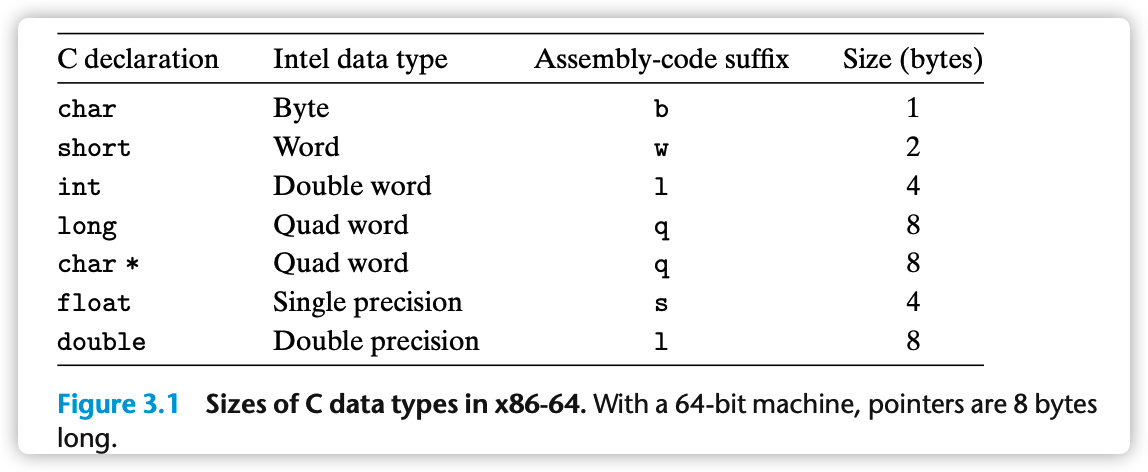 C declaration Intel data type Assembly-code suffix Size (bytes)
char Byte b 1
short Word w 2
int Double word l 4
long Quad word q 8
char * Quad word q 8
float Single precision s 4
double Double precision l 8
Figure 3.1 Sizes of C data types in x86-64. With a 64-bit machine, pointers are 8 bytes
long.